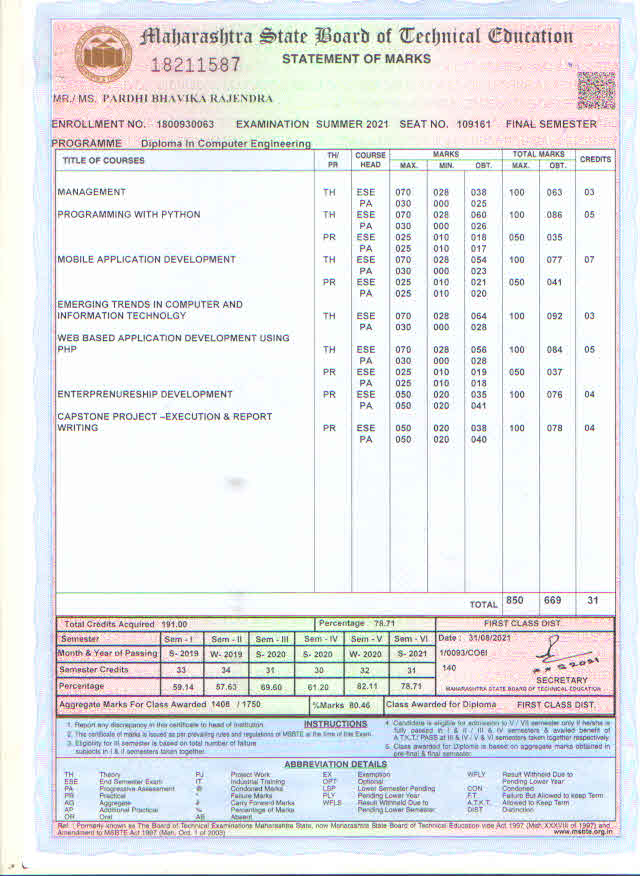 Maharashtra State Board of Technical Education
18211587
STATEMENT OF MARKS
MR./ MS. PARDHI BHAVIKA RAJENDRA
ENROLLMENT NO. 1800930063 EXAMINATION SUMMER 2021 SEAT NO. 109161 FINAL SEMESTER
PROGRAMME Diploma In Computer Engineering
TITLE OF COURSES TH/ PR COURSE HEAD MARKS TOTAL MARKS CREDITS
MAX. MIN. OBT. MAX. OBT.
MANAGEMENT TH ESE 070 028 038 100 063 03
PA 030 000 025
PROGRAMMING WITH PYTHON TH ESE 070 028 060 100 086 05
PA 030 000 026
PR ESE 025 010 018 050 035
PA 025 010 017
MOBILE APPLICATION DEVELOPMENT TH ESE 070 028 054 100 077 07
PA 030 000 023
PR ESE 025 010 021 050 041
PA 025 010 020
EMERGING TRENDS IN COMPUTER AND
INFORMATION TECHNOLGY TH ESE 070 028 064 100 092 03
PA 030 000 028
WEB BASED APPLICATION DEVELOPMENT USING
PHP TH ESE 070 028 056 100 084 05
PA 030 000 028
PR ESE 025 010 019 050 037
PA 025 010 018
ENTERPRENURESHIP DEVELOPMENT PR ESE 050 020 035 100 076 04
PA 050 020 041
CAPSTONE PROJECT –EXECUTION & REPORT
WRITING PR ESE 050 020 038 100 078 04
PA 050 020 040
TOTAL 850 669 31
Total Credits Acquired 191.00 Percentage 78.71 FIRST CLASS DIST.
Semester Sem - I Sem - II Sem - III Sem - IV Sem - V Sem - VI
Month & Year of Passing S- 2019 W- 2019 S- 2020 S- 2020 W- 2020 S- 2021
Semester Credits 33 34 31 30 32 31
Percentage 59.14 57.63 69.60 61.20 82.11 78.71
Date : 31/08/2021
1/0093/CO6I
140
SECRETARY
MAHARASHTRA STATE BOARD OF TECHNICAL EDUCATION
Aggregate Marks For Class Awarded 1408 / 1750 %Marks 80.46 Class Awarded for Diploma FIRST CLASS DIST.
INSTRUCTIONS
1. Report any discrepancy in this certificate to head of institution.
2. This certificate of marks is issued as per prevailing rules and regulations of MSBTE at the time of this Exam.
3. Eligibility for III semester is based on total number of failure
subjects in I & II semesters taken together.
4. Candidate is eligible for admission to V / VII semester only if he/she is
fully passed in I & II / III & IV semesters & availed benefit of
A.T.K.T./ PASS at III & IV / V & VI semesters taken together respectively.
5. Class awarded for Diploma is based on aggregate marks obtained in
pre-final & final semester.
ABBREVIATION DETAILS
TH Theory PJ Project Work EX Exemption WFLY Result Withheld Due to
ESE End Semester Exam IT Industrial Training OPT Optional Pending Lower Year
PA Progressive Assessment @ Condoned Marks LSP Lower Semester Pending CON Condoned
PR Practical * Failure Marks PLY Pending Lower Year F.T Failure But Allowed to keep Term
AG Aggregate # Carry Forward Marks WFLS Result Withheld Due to A.T.K.T. Allowed to Keep Term
AP Additional Practical % Percentage of Marks Pending Lower Semester DIST Distinction
OR Oral AB Absent
Ref. : Formerly known as The Board of Technical Examinations Maharashtra State, now Maharashtra State Board of Technical Education vide Act 1997 (Mah. XXXVIII of 1997) and
Amendment to MSBTE Act 1997 (Mah. Ord. 1 of 2003) www.msbte.org.in